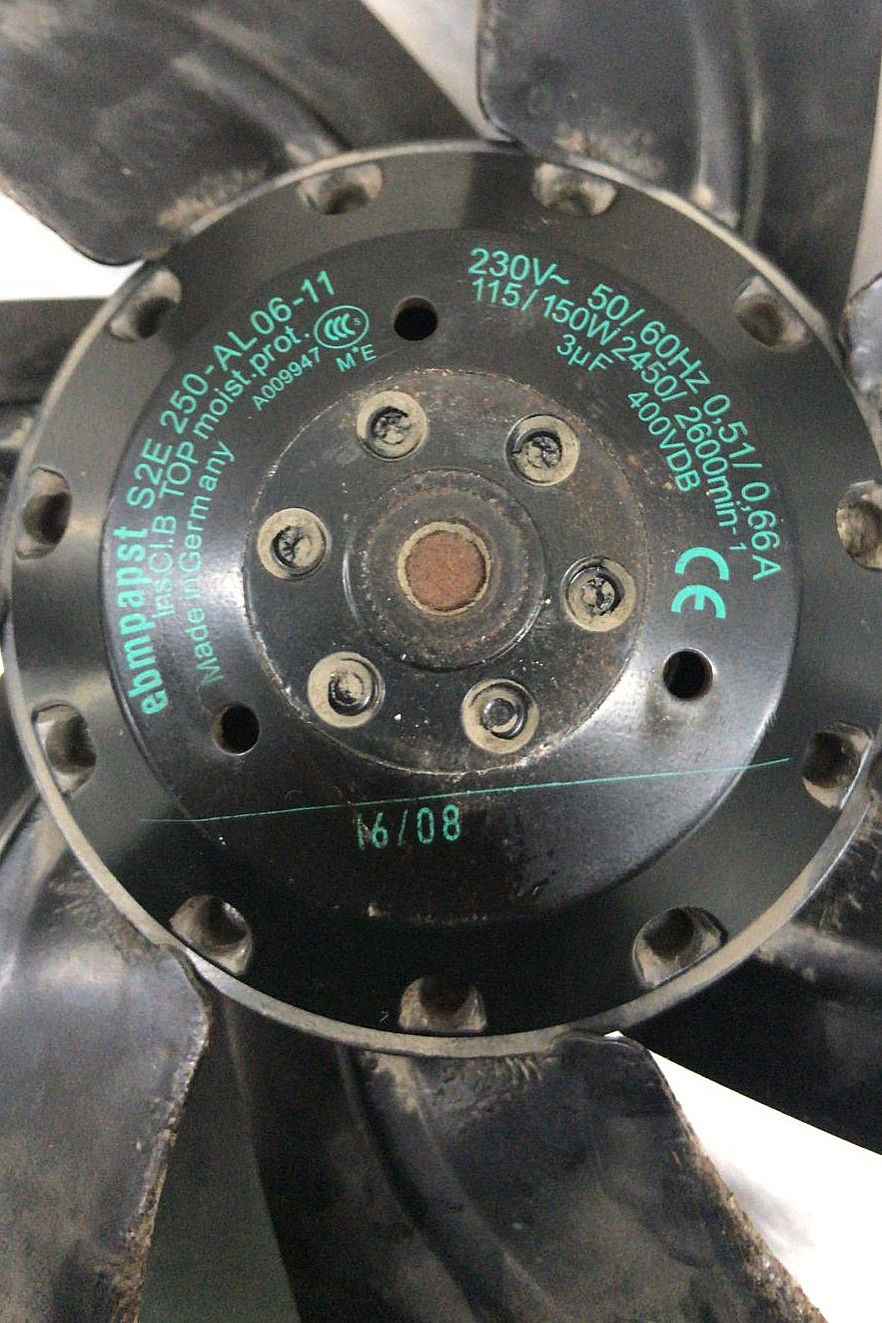 ebmpapst S2E 250-AL06-11
Ins.Cl.B TOP moist.prot.
Made in Germany
A009947
CCC S
M*E
230V~ 50/60Hz 0,51/0,66A
115/150W 2450/2600min-1
3µF 400VDB
CE
16/08